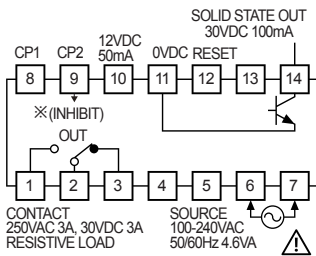 SOLID STATE OUT
30VDC 100mA
CP1 CP2 12VDC 50mA 0VDC RESET
8 9 10 11 12 13 14
※(INHIBIT)
OUT
1 2 3 4 5 6 7
CONTACT
250VAC 3A, 30VDC 3A
RESISTIVE LOAD
SOURCE
100-240VAC
50/60Hz 4.6VA